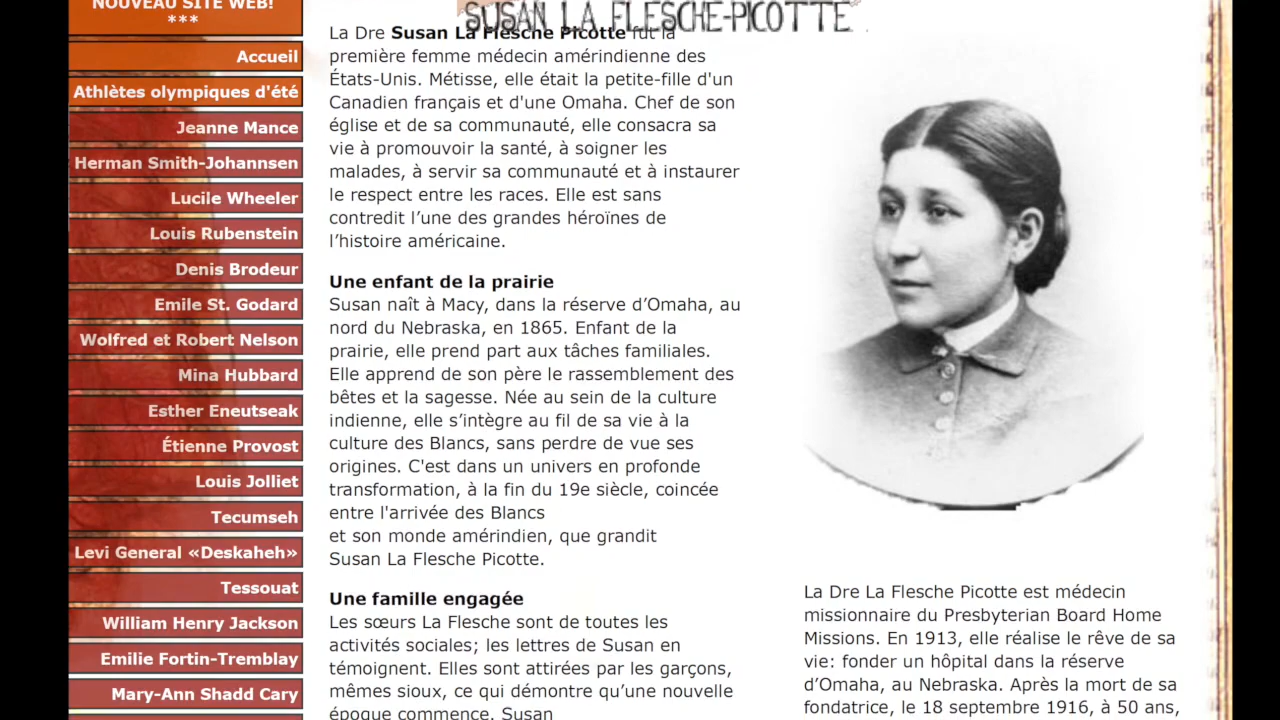 NOUVEAU SITE WEB!
***
Accueil
Athlètes olympiques d'été
Jeanne Mance
Herman Smith-Johannsen
Lucile Wheeler
Louis Rubenstein
Denis Brodeur
Emile St. Godard
Wolfred et Robert Nelson
Mina Hubbard
Esther Eneutseak
Étienne Provost
Louis Jolliet
Tecumseh
Levi General «Deskaheh»
Tessouat
William Henry Jackson
Emilie Fortin-Tremblay
Mary-Ann Shadd Cary
SUSAN LA FLESCHE-PICOTTE
La Dre Susan La Flesche Picotte fut la
première femme médecin amérindienne des
États-Unis. Métisse, elle était la petite-fille d'un
Canadien français et d'une Omaha. Chef de son
église et de sa communauté, elle consacra sa
vie à promouvoir la santé, à soigner les
malades, à servir sa communauté et à instaurer
le respect entre les races. Elle est sans
contredit l’une des grandes héroïnes de
l’histoire américaine.
Une enfant de la prairie
Susan naît à Macy, dans la réserve d’Omaha, au
nord du Nebraska, en 1865. Enfant de la
prairie, elle prend part aux tâches familiales.
Elle apprend de son père le rassemblement des
bêtes et la sagesse. Née au sein de la culture
indienne, elle s’intègre au fil de sa vie à la
culture des Blancs, sans perdre de vue ses
origines. C'est dans un univers en profonde
transformation, à la fin du 19e siècle, coincée
entre l'arrivée des Blancs
et son monde amérindien, que grandit
Susan La Flesche Picotte.
Une famille engagée
Les sœurs La Flesche sont de toutes les
activités sociales; les lettres de Susan en
témoignent. Elles sont attirées par les garçons,
mêmes sioux, ce qui démontre qu’une nouvelle
époque commence. Susan
La Dre La Flesche Picotte est médecin
missionnaire du Presbyterian Board Home
Missions. En 1913, elle réalise le rêve de sa
vie: fonder un hôpital dans la réserve
d’Omaha, au Nebraska. Après la mort de sa
fondatrice, le 18 septembre 1916, à 50 ans,